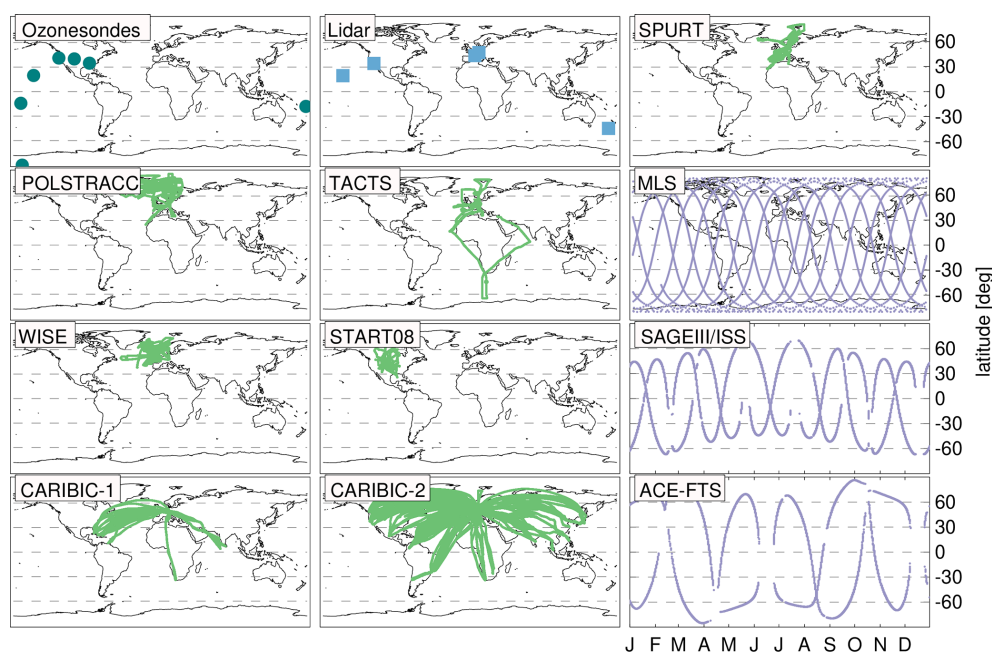 Ozonesondes
Lidar
SPURT
60
30
0
-30
-60
POLSTRACC
TACTS
MLS
60
30
0
-30
-60
WISE
START08
SAGEIII/ISS
60
30
0
-30
-60
CARIBIC-1
CARIBIC-2
ACE-FTS
60
30
0
-30
-60
latitude [deg]
J F M A M J J A S O N D